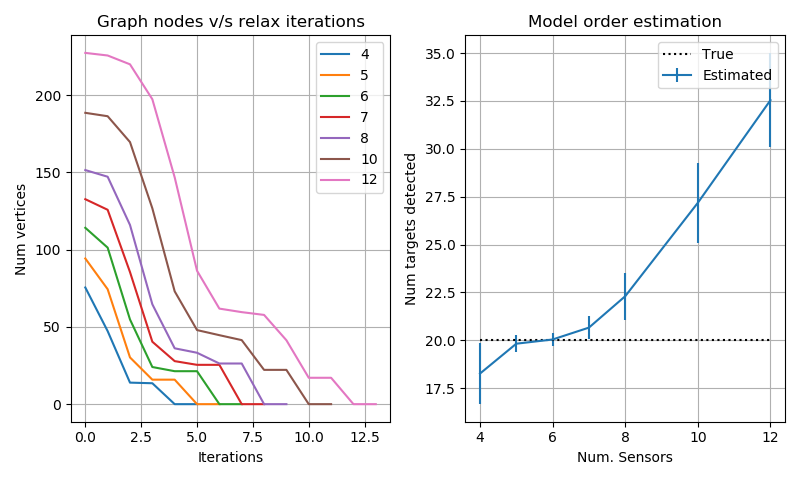 Graph nodes v/s relax iterations
Num vertices
200
150
100
50
0
0.0 2.5 5.0 7.5 10.0 12.5
Iterations
4
5
6
7
8
10
12
Model order estimation
Num targets detected
35.0
32.5
30.0
27.5
25.0
22.5
20.0
17.5
4 6 8 10 12
Num. Sensors
True
Estimated